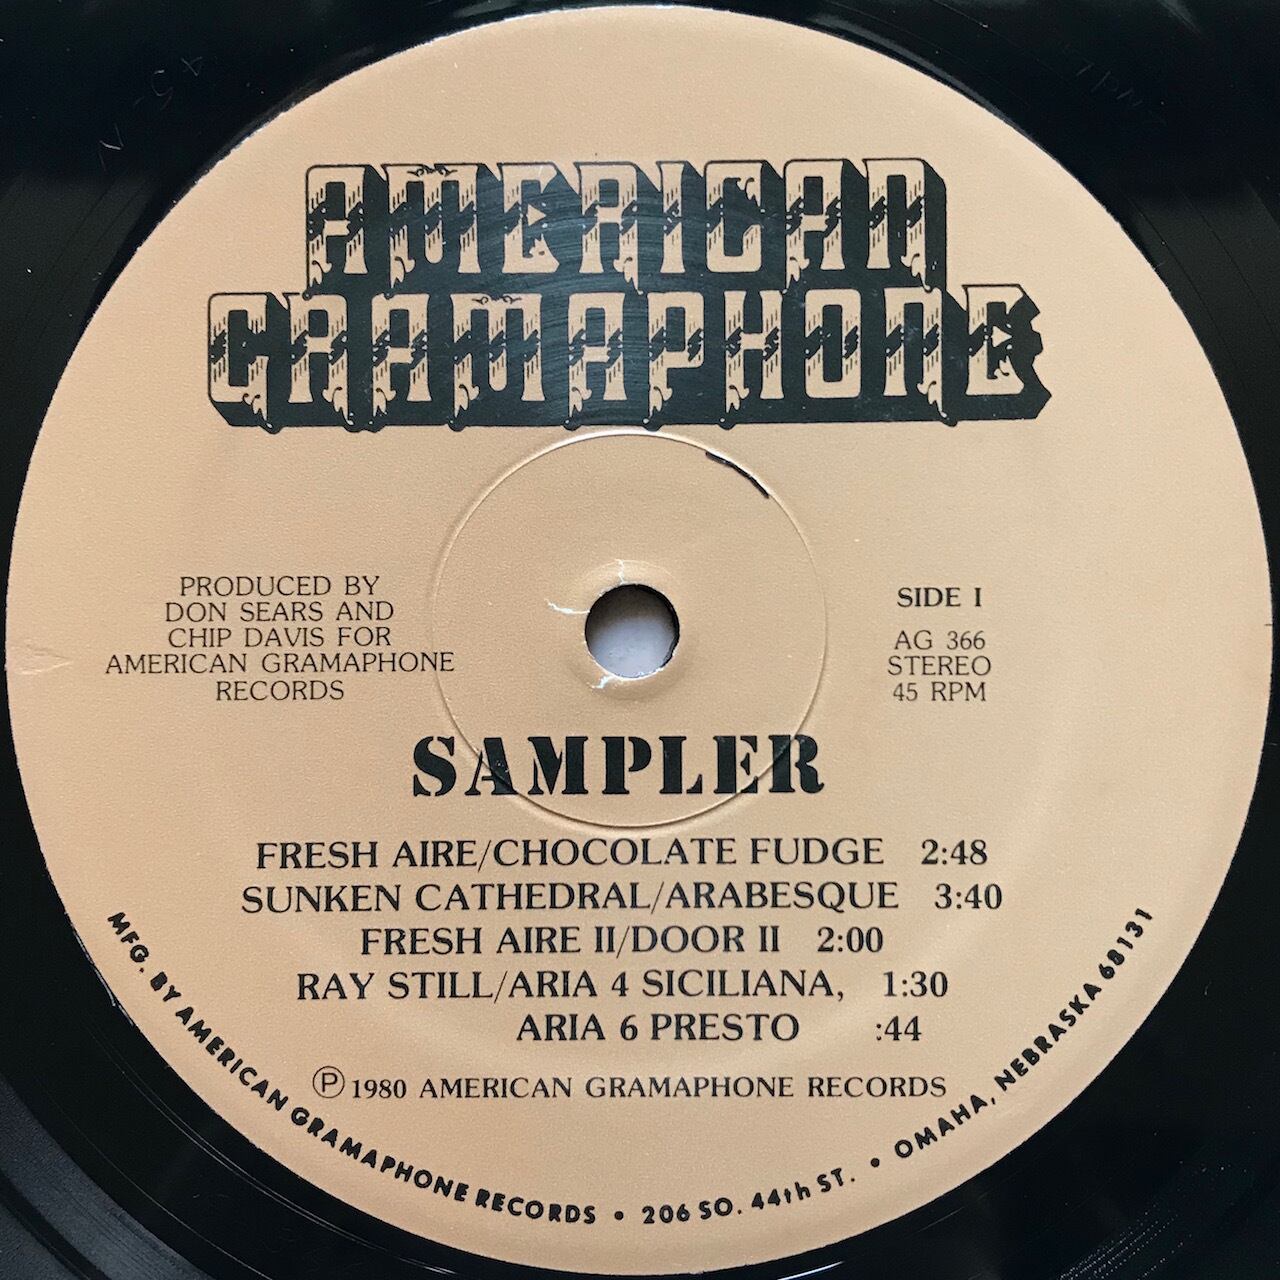 AMERICAN
GRAMAPHONE
PRODUCED BY
DON SEARS AND
CHIP DAVIS FOR
AMERICAN GRAMAPHONE
RECORDS
SIDE I
AG 366
STEREO
45 RPM
SAMPLER
FRESH AIRE/CHOCOLATE FUDGE 2:48
SUNKEN CATHEDRAL/ARABESQUE 3:40
FRESH AIRE II/DOOR II 2:00
RAY STILL/ARIA 4 SICILIANA, 1:30
ARIA 6 PRESTO :44
Ⓟ 1980 AMERICAN GRAMAPHONE RECORDS
MFG. BY AMERICAN GRAMAPHONE RECORDS • 206 SO. 44th ST. • OMAHA, NEBRASKA 68131